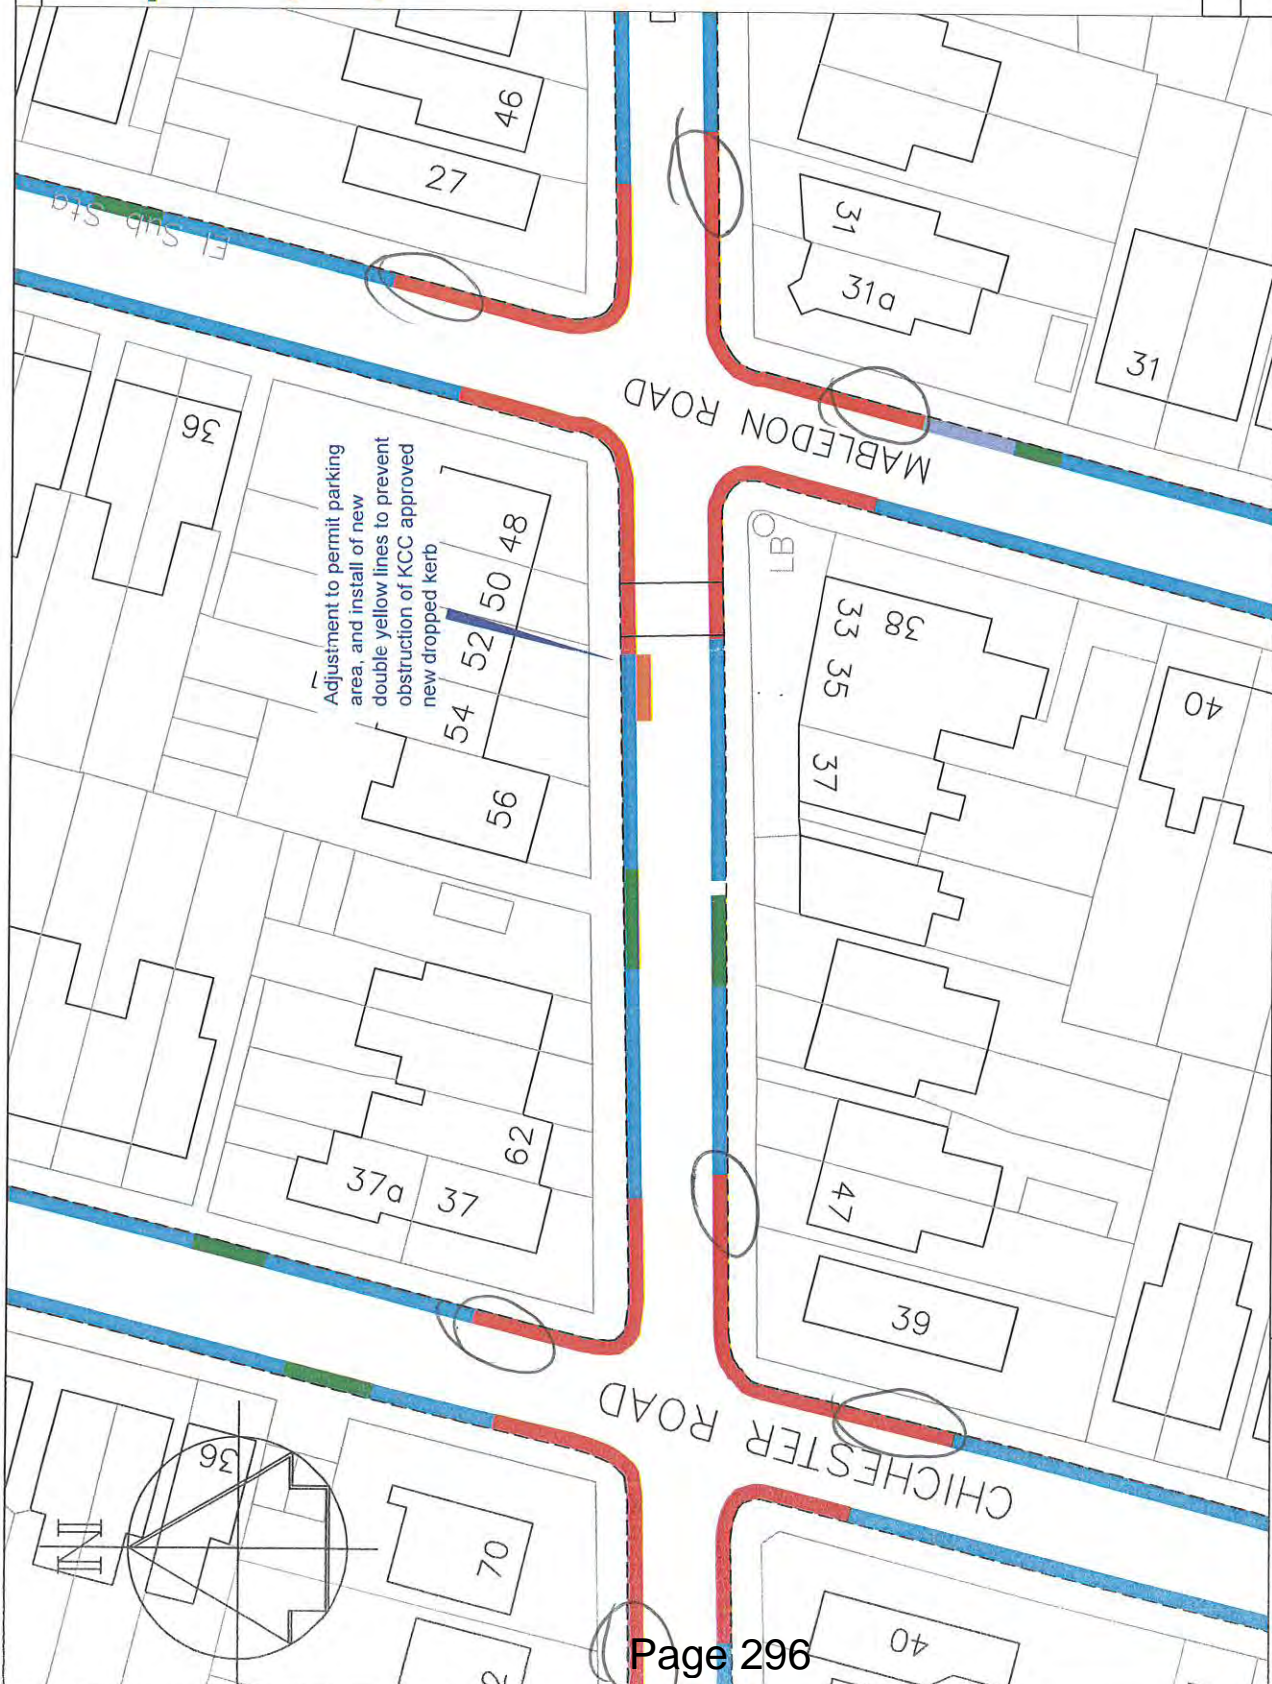 46
27
El Sub Sta
31
31a
31
MABLEDON ROAD
36
Adjustment to permit parking
area, and install of new
double yellow lines to prevent
obstruction of KCC approved
new dropped kerb
48
50
52
54
56
LB
38
33
35
37
40
62
37a
37
47
39
CHICHESTER ROAD
36
N
70
2
40
Page 296